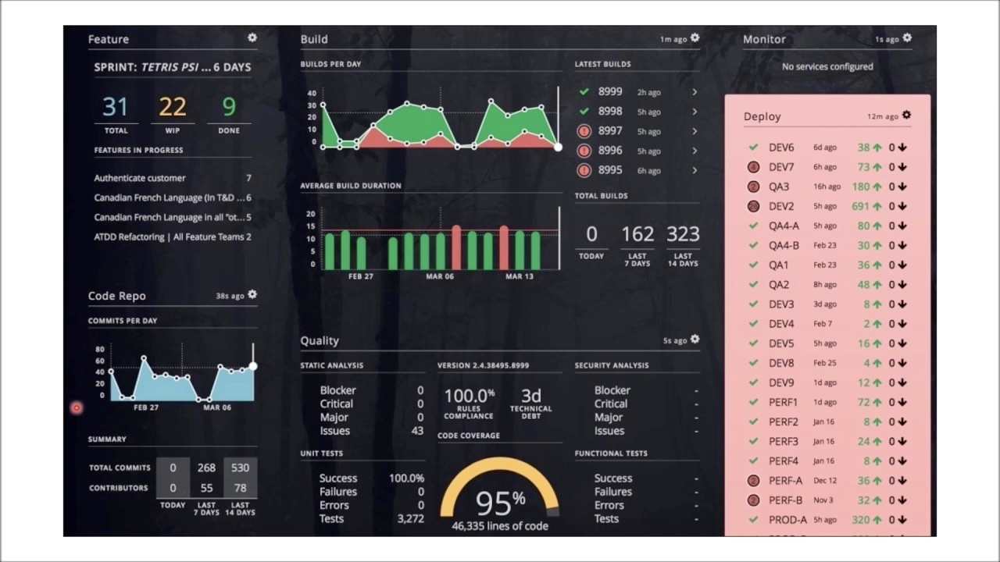 Feature
SPRINT: TETRIS PSI ... 6 DAYS
31 22 9
TOTAL WIP DONE
FEATURES IN PROGRESS
Authenticate customer 7
Canadian French Language (In T&D ... 6
Canadian French Language in all "ot... 5
ATDD Refactoring | All Feature Teams 2
Code Repo 38s ago
COMMITS PER DAY
80
60
40
20
0
FEB 27 MAR 06
SUMMARY
TOTAL COMMITS 0 268 530
CONTRIBUTORS 0 55 78
TODAY LAST 7 DAYS LAST 14 DAYS
Build 1m ago
BUILDS PER DAY
40
30
20
10
0
AVERAGE BUILD DURATION
20
15
10
5
0
FEB 27 MAR 06 MAR 13
LATEST BUILDS
8999 2h ago
8998 5h ago
8997 5h ago
8996 5h ago
8995 6h ago
TOTAL BUILDS
0 162 323
TODAY LAST 7 DAYS LAST 14 DAYS
Quality 5s ago
STATIC ANALYSIS
Blocker 0
Critical 0
Major 0
Issues 43
UNIT TESTS
Success 100.0%
Failures 0
Errors 0
Tests 3,272
VERSION 2.4.38495.8999
100.0% 3d
RULES COMPLIANCE TECHNICAL DEBT
CODE COVERAGE
95%
46,335 lines of code
SECURITY ANALYSIS
Blocker -
Critical -
Major -
Issues -
FUNCTIONAL TESTS
Success -
Failures -
Errors -
Tests -
Monitor 1s ago
No services configured
Deploy 12m ago
DEV6 6d ago 38 0
DEV7 6h ago 73 0
QA3 16h ago 180 0
DEV2 5h ago 691 0
QA4-A 5h ago 80 0
QA4-B Feb 23 30 0
QA1 Feb 23 36 0
QA2 8h ago 48 0
DEV3 3d ago 8 0
DEV4 Feb 7 2 0
DEV5 5h ago 16 0
DEV8 Feb 25 4 0
DEV9 1d ago 12 0
PERF1 1d ago 72 0
PERF2 Jan 16 8 0
PERF3 Jan 16 24 0
PERF4 Jan 16 8 0
PERF-A Dec 12 36 0
PERF-B Nov 3 32 0
PROD-A 5h ago 320 0